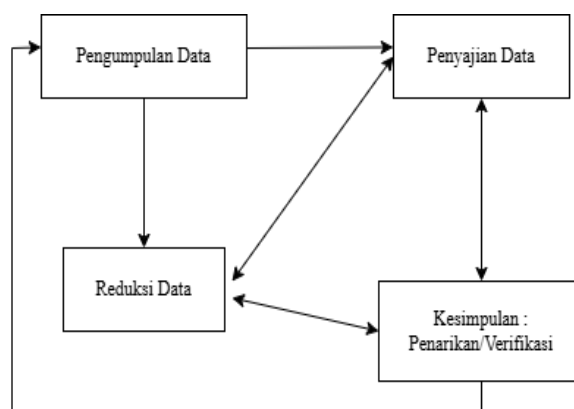 Pengumpulan Data
Penyajian Data
Reduksi Data
Kesimpulan :
Penarikan/Verifikasi